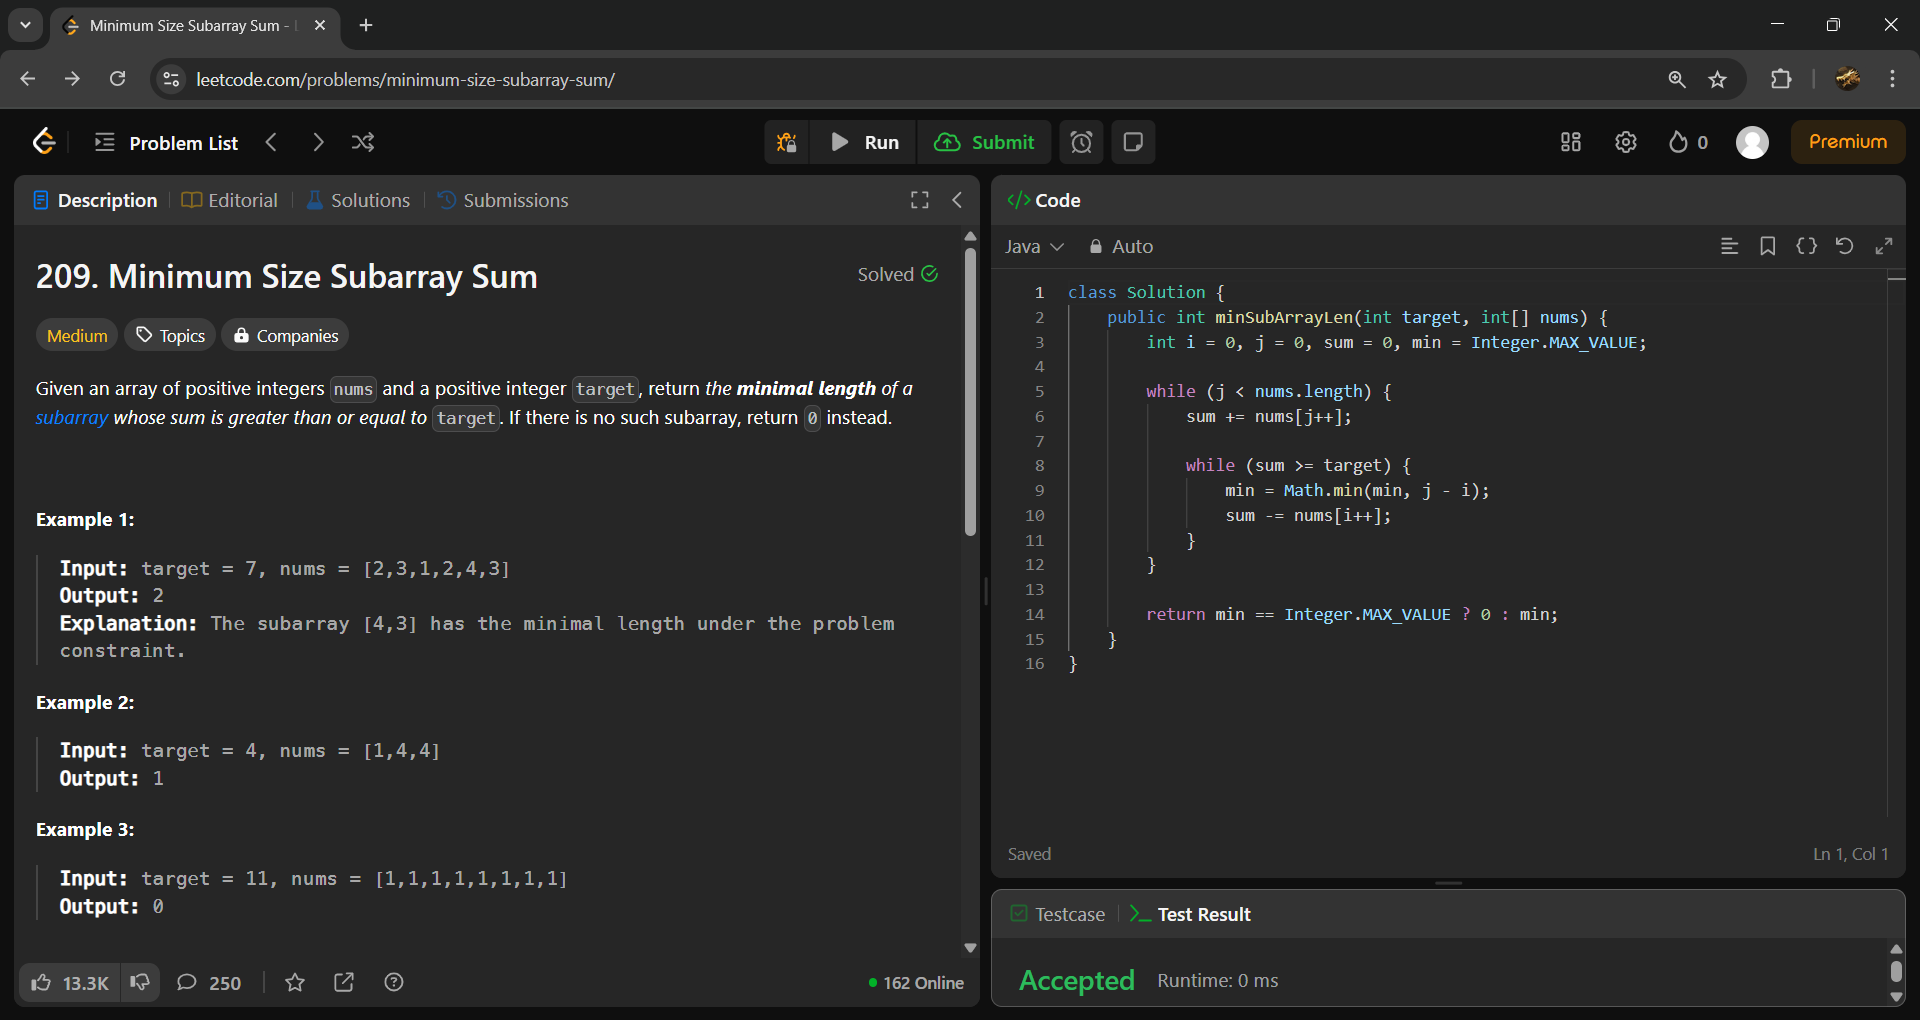 Minimum Size Subarray Sum -
leetcode.com/problems/minimum-size-subarray-sum/
Problem List
Run
Submit
0
Premium
Description
Editorial
Solutions
Submissions
209. Minimum Size Subarray Sum
Solved
Medium
Topics
Companies
Given an array of positive integers nums and a positive integer target, return the minimal length of a
subarray whose sum is greater than or equal to target. If there is no such subarray, return 0 instead.
Example 1:
Input: target = 7, nums = [2,3,1,2,4,3]
Output: 2
Explanation: The subarray [4,3] has the minimal length under the problem
constraint.
Example 2:
Input: target = 4, nums = [1,4,4]
Output: 1
Example 3:
Input: target = 11, nums = [1,1,1,1,1,1,1,1]
Output: 0
13.3K
250
162 Online
</> Code
Java
Auto
1 class Solution {
2 public int minSubArrayLen(int target, int[] nums) {
3 int i = 0, j = 0, sum = 0, min = Integer.MAX_VALUE;
4
5 while (j < nums.length) {
6 sum += nums[j++];
7
8 while (sum >= target) {
9 min = Math.min(min, j - i);
10 sum -= nums[i++];
11 }
12 }
13
14 return min == Integer.MAX_VALUE ? 0 : min;
15 }
16 }
Saved
Ln 1, Col 1
Testcase
Test Result
Accepted
Runtime: 0 ms